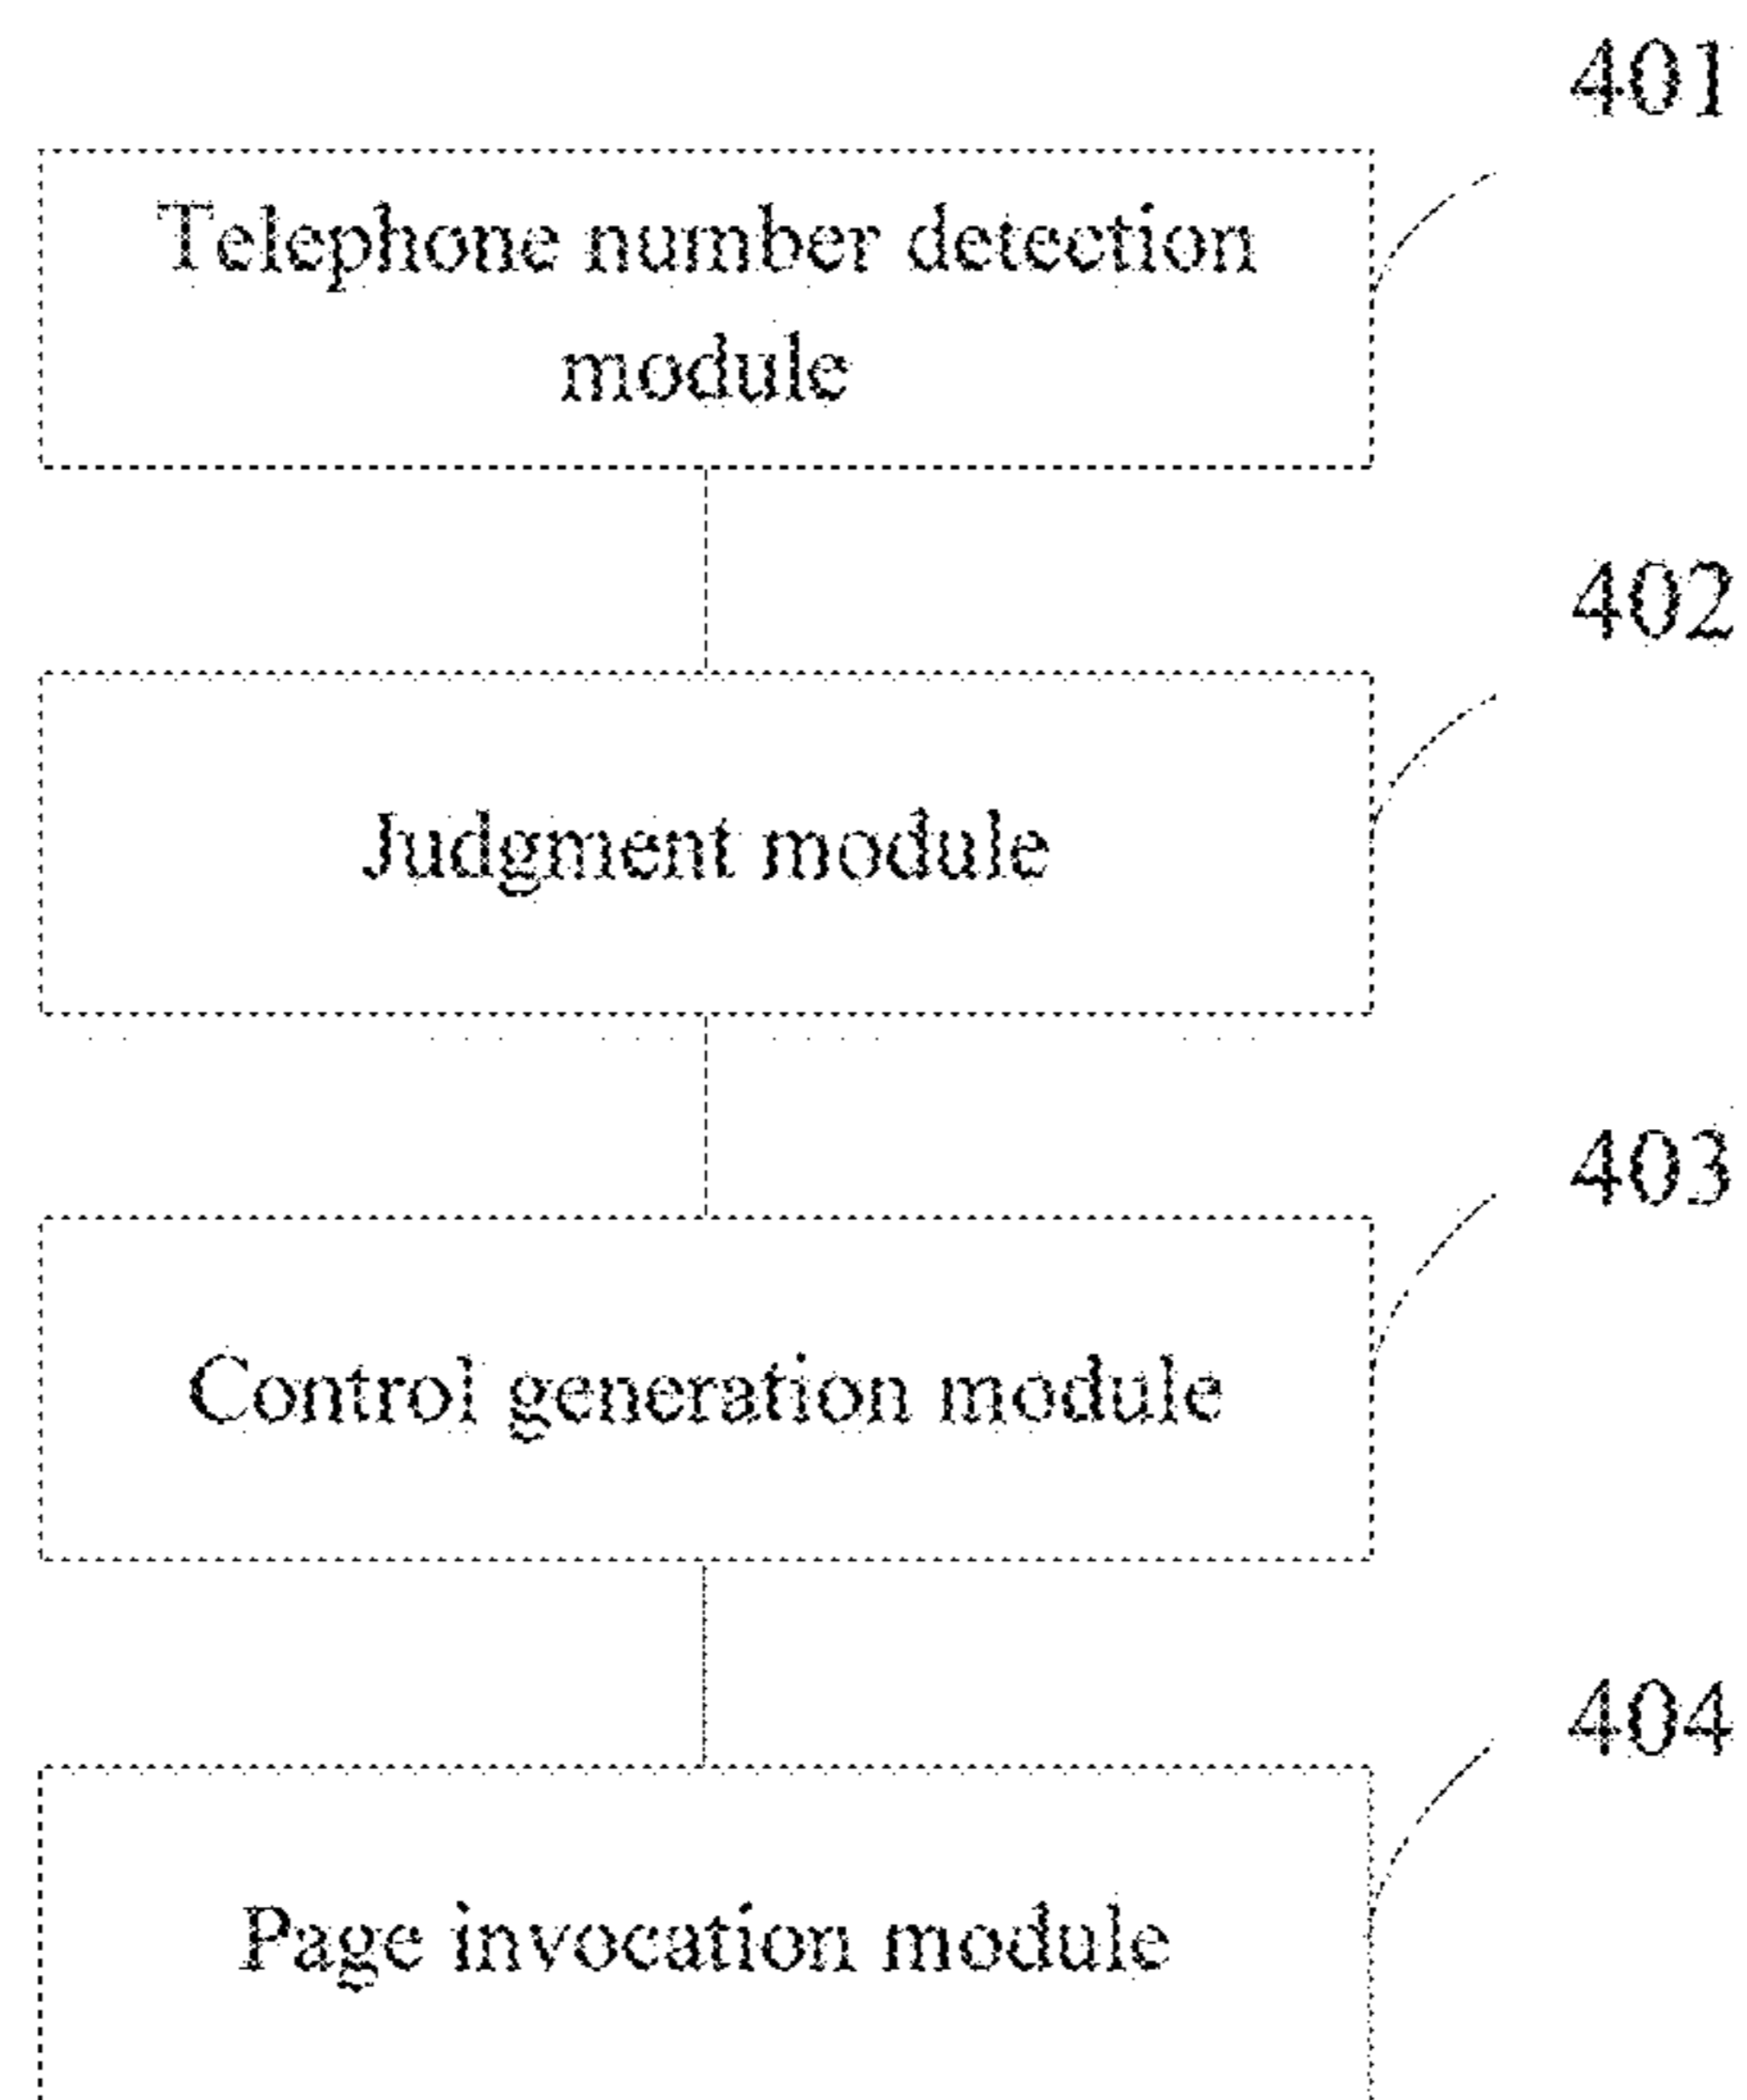 401
Telephone number detection
module
402
Judgment module
403
Control generation module
404
Page invocation module